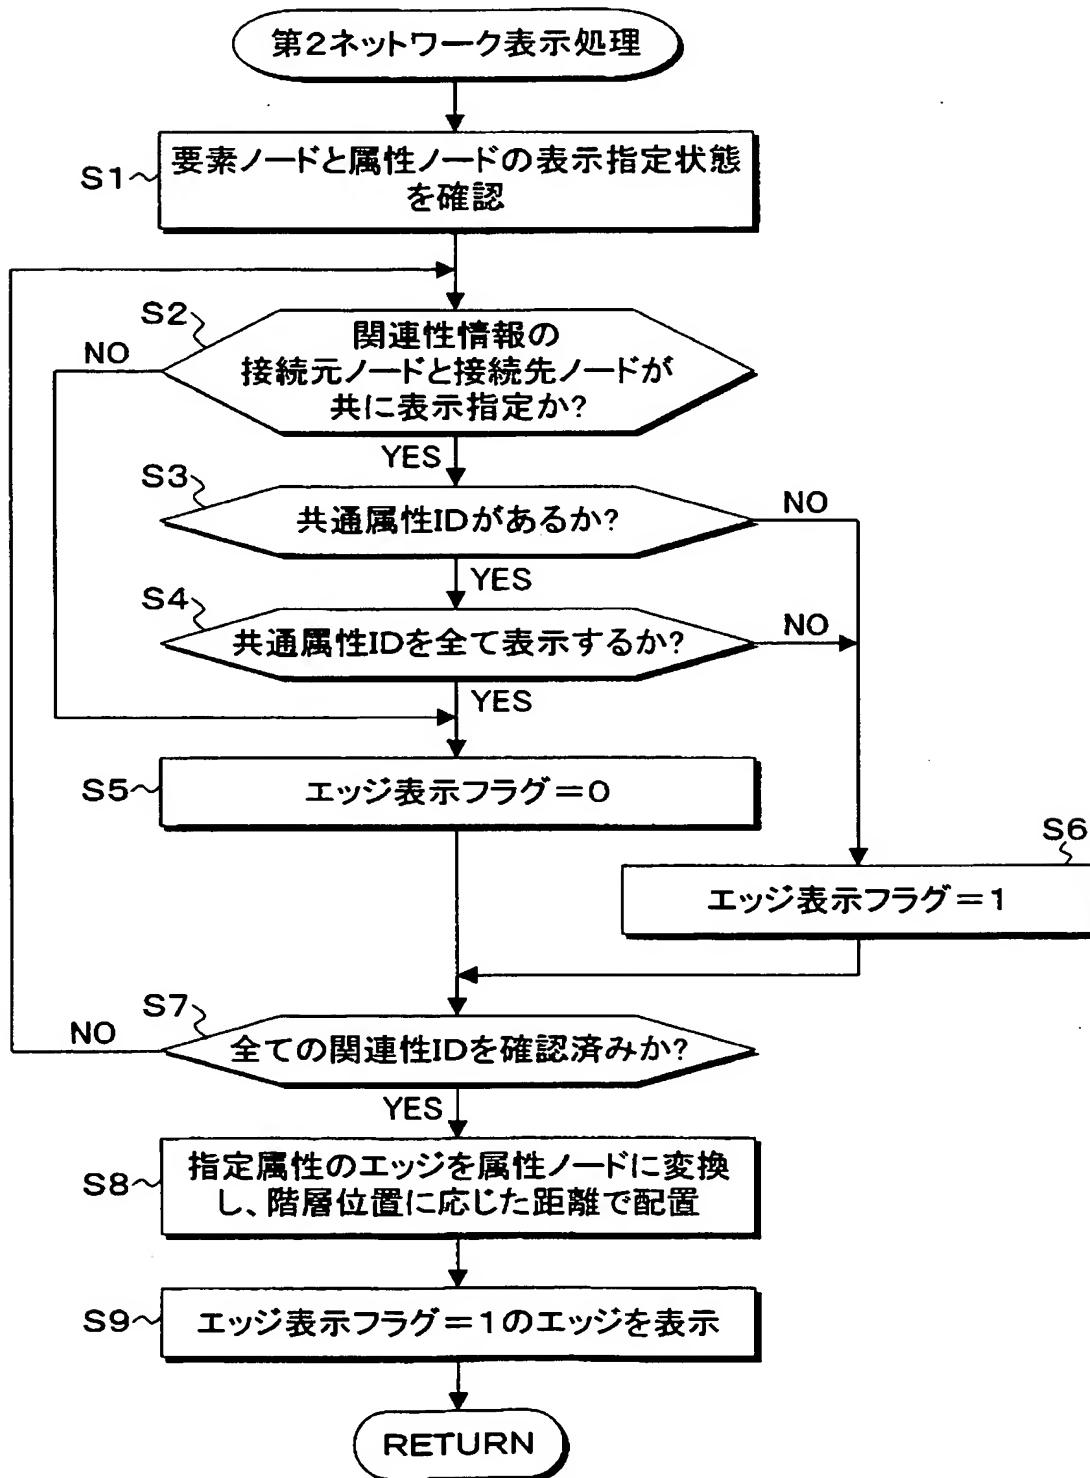 第2ネットワーク表示処理
S1
要素ノードと属性ノードの表示指定状態
を確認
S2
NO
関連性情報の
接続元ノードと接続先ノードが
共に表示指定か?
YES
S3
共通属性IDがあるか?
NO
YES
S4
共通属性IDを全て表示するか?
NO
YES
S5
エッジ表示フラグ=0
S6
エッジ表示フラグ=1
S7
NO
全ての関連性IDを確認済みか?
YES
S8
指定属性のエッジを属性ノードに変換
し、階層位置に応じた距離で配置
S9
エッジ表示フラグ=1のエッジを表示
RETURN